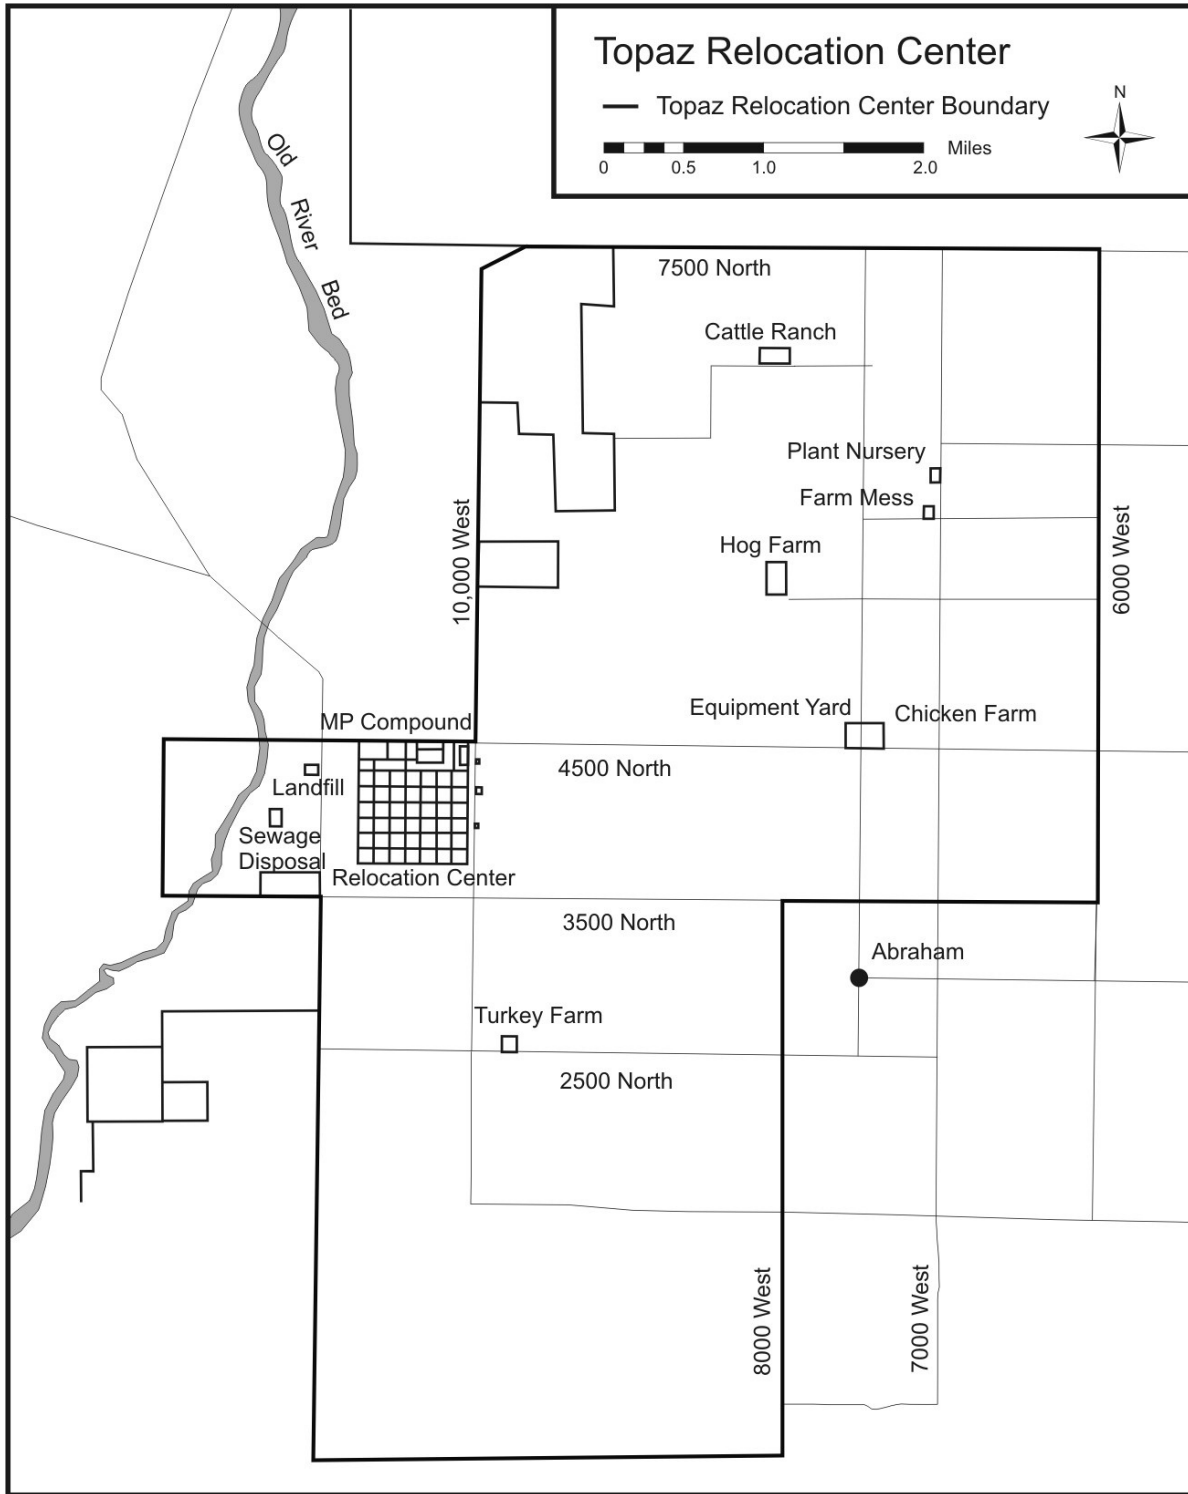 Topaz Relocation Center
Topaz Relocation Center Boundary
N
Miles
0 0.5 1.0 2.0
Old River Bed
7500 North
Cattle Ranch
Plant Nursery
Farm Mess
10,000 West
Hog Farm
6000 West
Equipment Yard
Chicken Farm
MP Compound
4500 North
Landfill
Sewage
Disposal
Relocation Center
3500 North
Abraham
Turkey Farm
2500 North
8000 West
7000 West